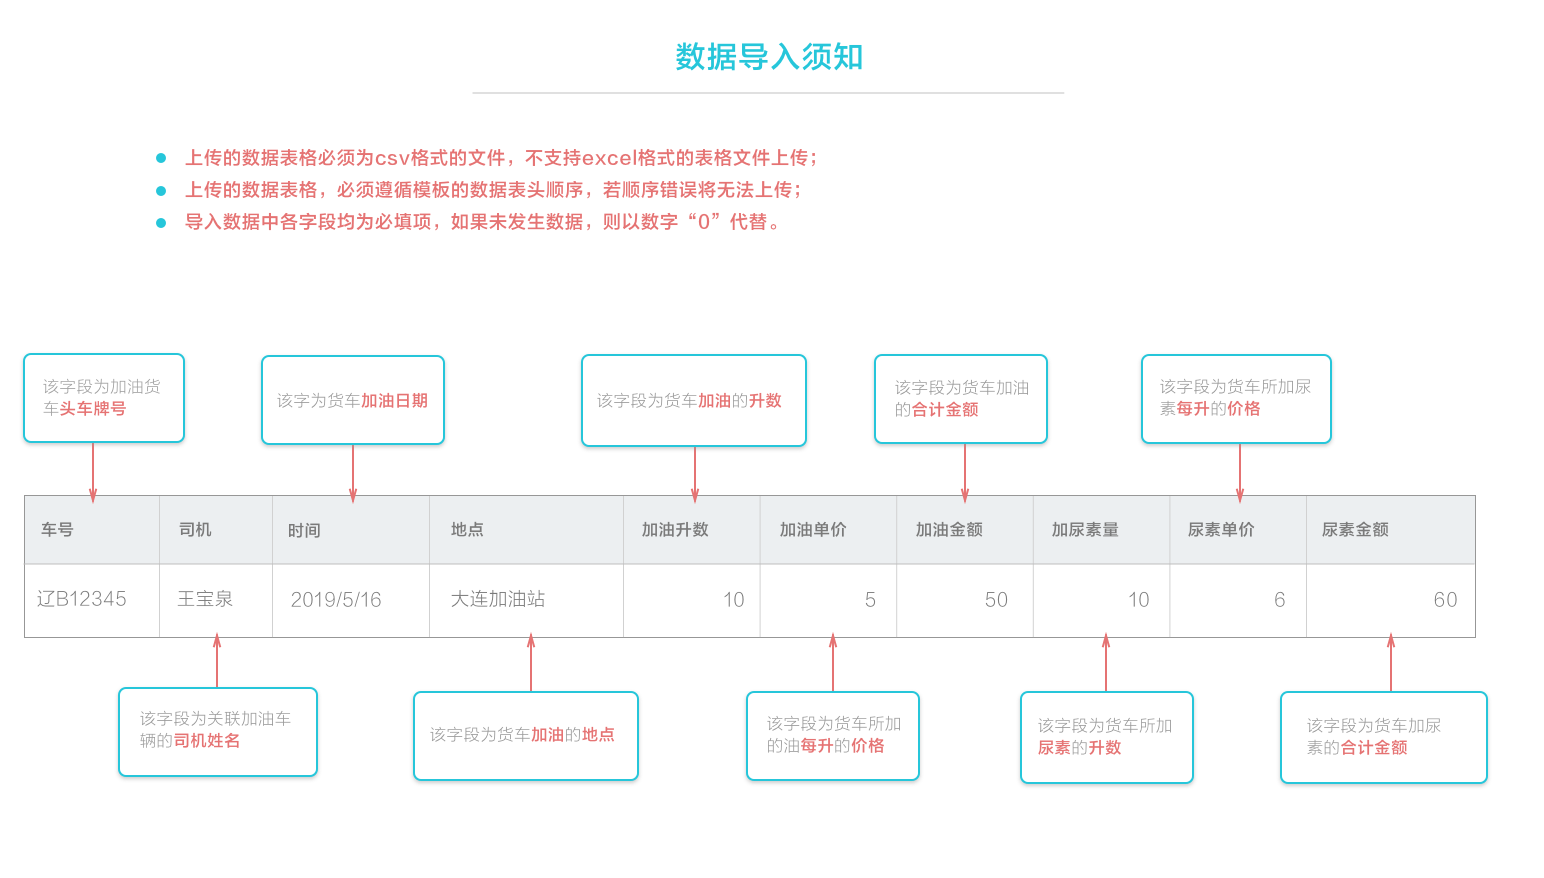 数据导入须知
上传的数据表格必须为csv格式的文件，不支持excel格式的表格文件上传；
上传的数据表格，必须遵循模板的数据表头顺序，若顺序错误将无法上传；
导入数据中各字段均为必填项，如果未发生数据，则以数字“0”代替。
该字段为加油货
车头车牌号
该字为货车加油日期
该字段为货车加油的升数
该字段为货车加油
的合计金额
该字段为货车所加尿
素每升的价格
车号 司机 时间 地点 加油升数 加油单价 加油金额 加尿素量 尿素单价 尿素金额
辽B12345 王宝泉 2019/5/16 大连加油站 10 5 50 10 6 60
该字段为关联加油车
辆的司机姓名
该字段为货车加油的地点
该字段为货车所加
的油每升的价格
该字段为货车所加
尿素的升数
该字段为货车加尿
素的合计金额